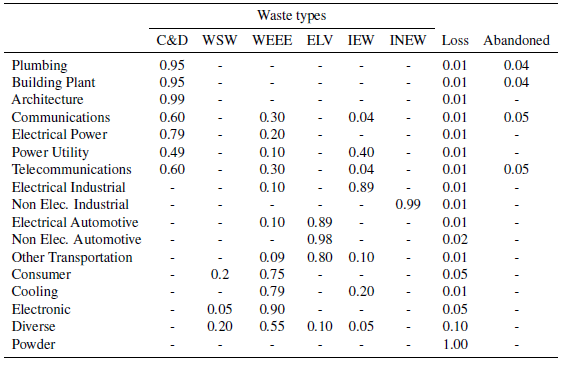 Waste types
C&D WSW WEEE ELV IEW INEW Loss Abandoned
Plumbing 0.95 - - - - - 0.01 0.04
Building Plant 0.95 - - - - - 0.01 0.04
Architecture 0.99 - - - - - 0.01 -
Communications 0.60 - 0.30 - 0.04 - 0.01 0.05
Electrical Power 0.79 - 0.20 - - - 0.01 -
Power Utility 0.49 - 0.10 - 0.40 - 0.01 -
Telecommunications 0.60 - 0.30 - 0.04 - 0.01 0.05
Electrical Industrial - - 0.10 - 0.89 - 0.01 -
Non Elec. Industrial - - - - - 0.99 0.01 -
Electrical Automotive - - 0.10 0.89 - - 0.01 -
Non Elec. Automotive - - - 0.98 - - 0.02 -
Other Transportation - - 0.09 0.80 0.10 - 0.01 -
Consumer - 0.2 0.75 - - - 0.05 -
Cooling - - 0.79 - 0.20 - 0.01 -
Electronic - 0.05 0.90 - - - 0.05 -
Diverse - 0.20 0.55 0.10 0.05 - 0.10 -
Powder - - - - - - 1.00 -